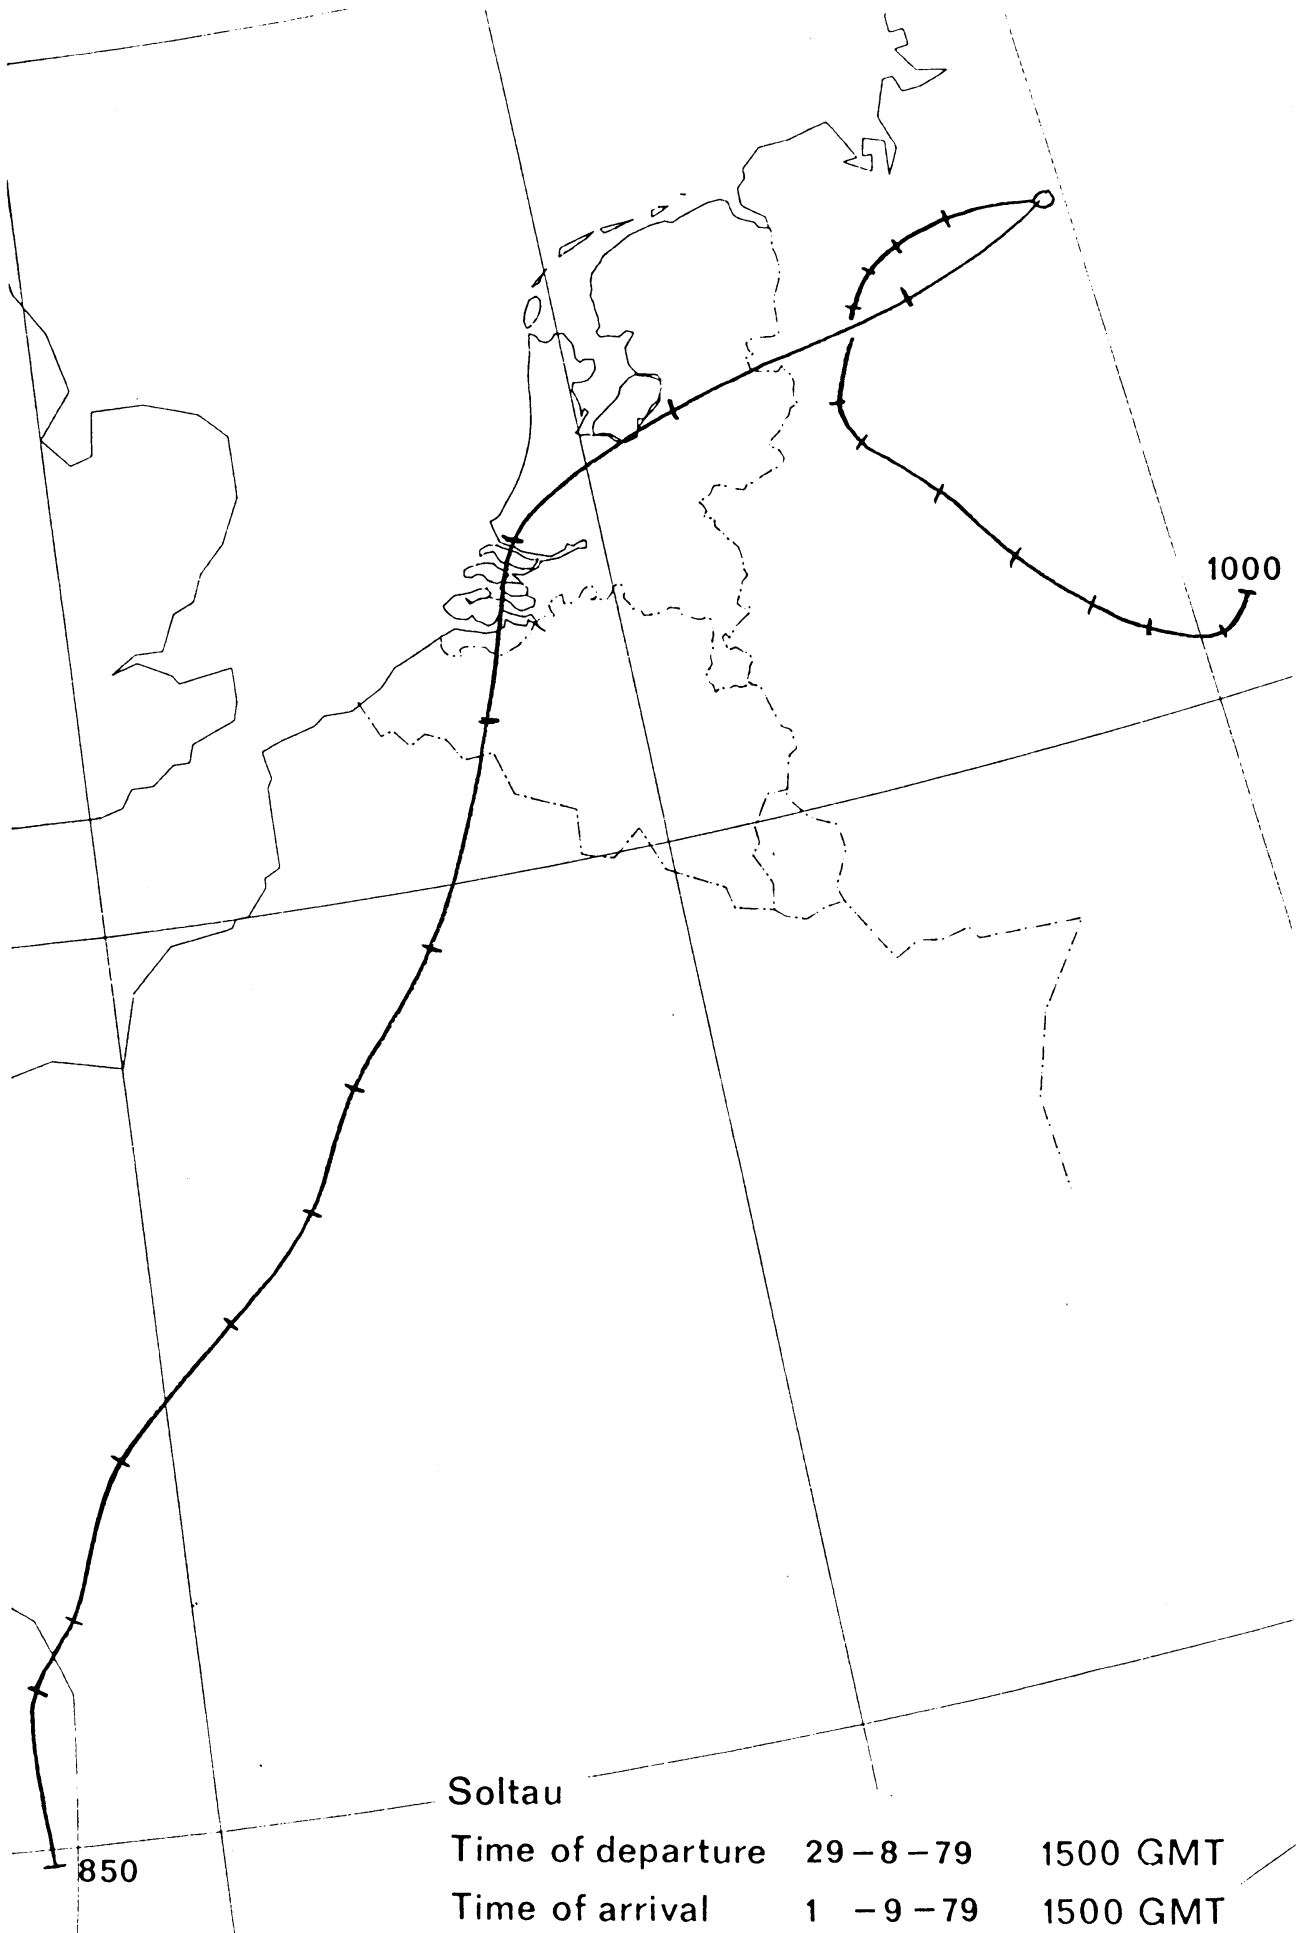 1000
850
Soltau
Time of departure 29-8-79 1500 GMT
Time of arrival 1 -9-79 1500 GMT